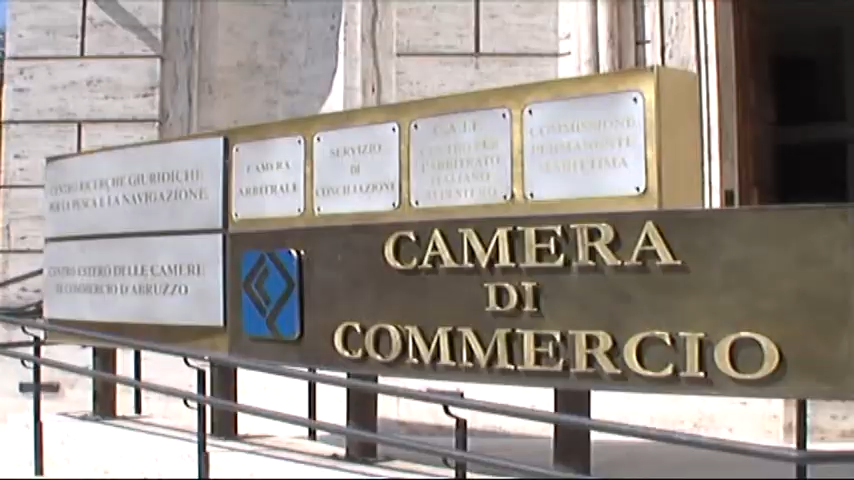 CENTRO RICERCHE GIURIDICHE
PER LA PESCA E LA NAVIGAZIONE
CENTRO ESTERO DELLE CAMERE
DI COMMERCIO D'ABRUZZO
CAMERA
ARBITRALE
SERVIZIO
DI
CONCILIAZIONE
CENTRO PER
L'ARBITRATO
ITALIANO
COMMISSIONE
PERMANENTE
MARITTIMA
CAMERA
DI
COMMERCIO